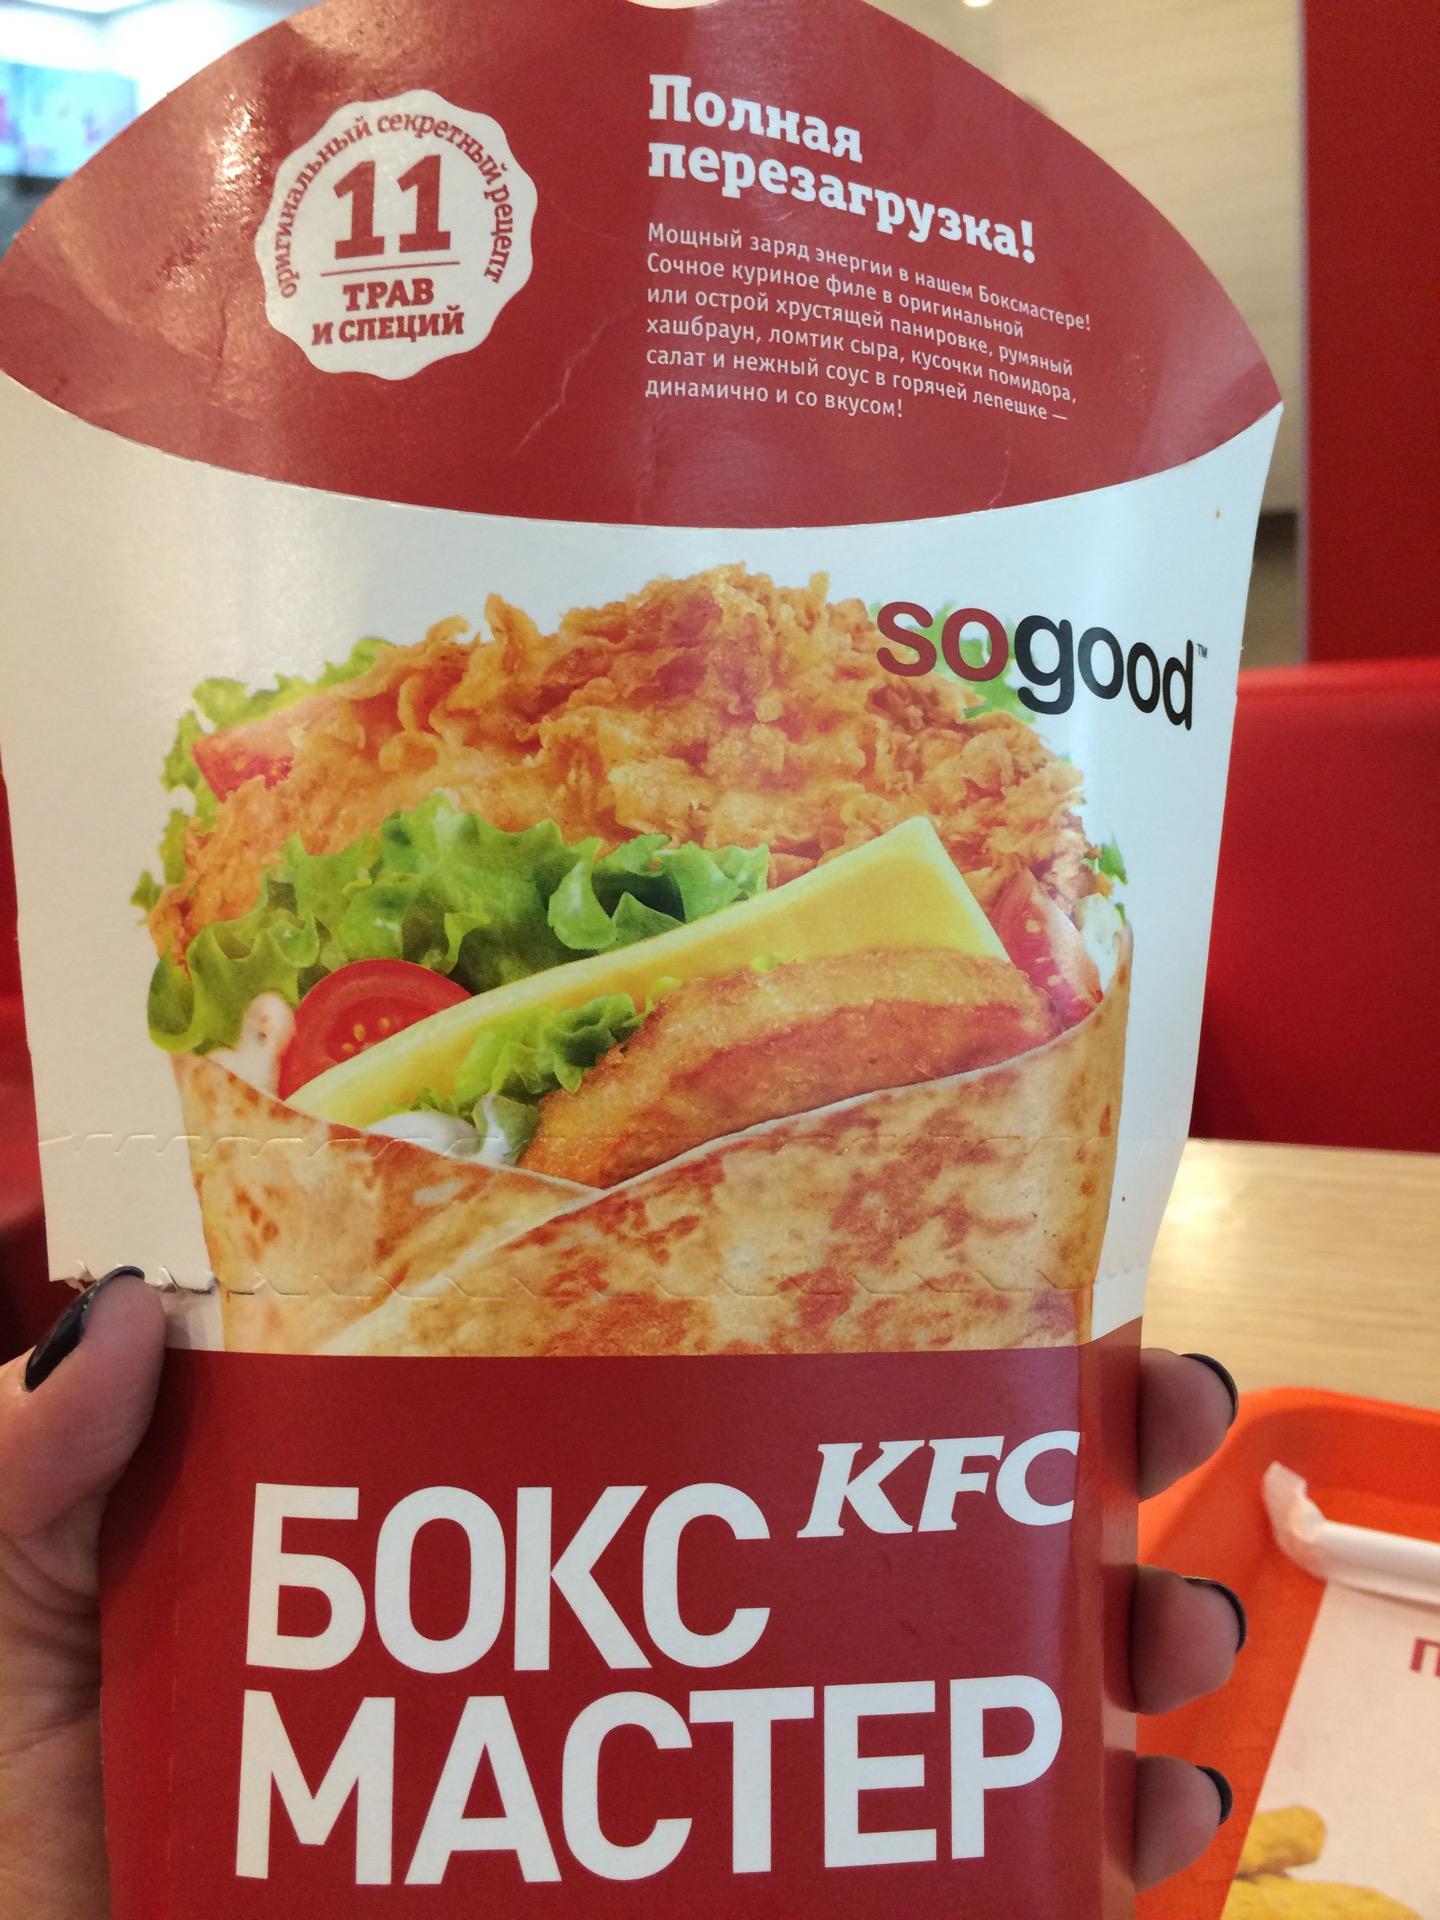 оригинальный секретный рецепт
11
ТРАВ
И СПЕЦИЙ
Полная
перезагрузка!
Мощный заряд энергии в нашем Боксмастере!
Сочное куриное филе в оригинальной
или острой хрустящей панировке, румяный
хашбраун, ломтик сыра, кусочки помидора,
салат и нежный соус в горячей лепешке —
динамично и со вкусом!
sogood™
KFC
БОКС
МАСТЕР